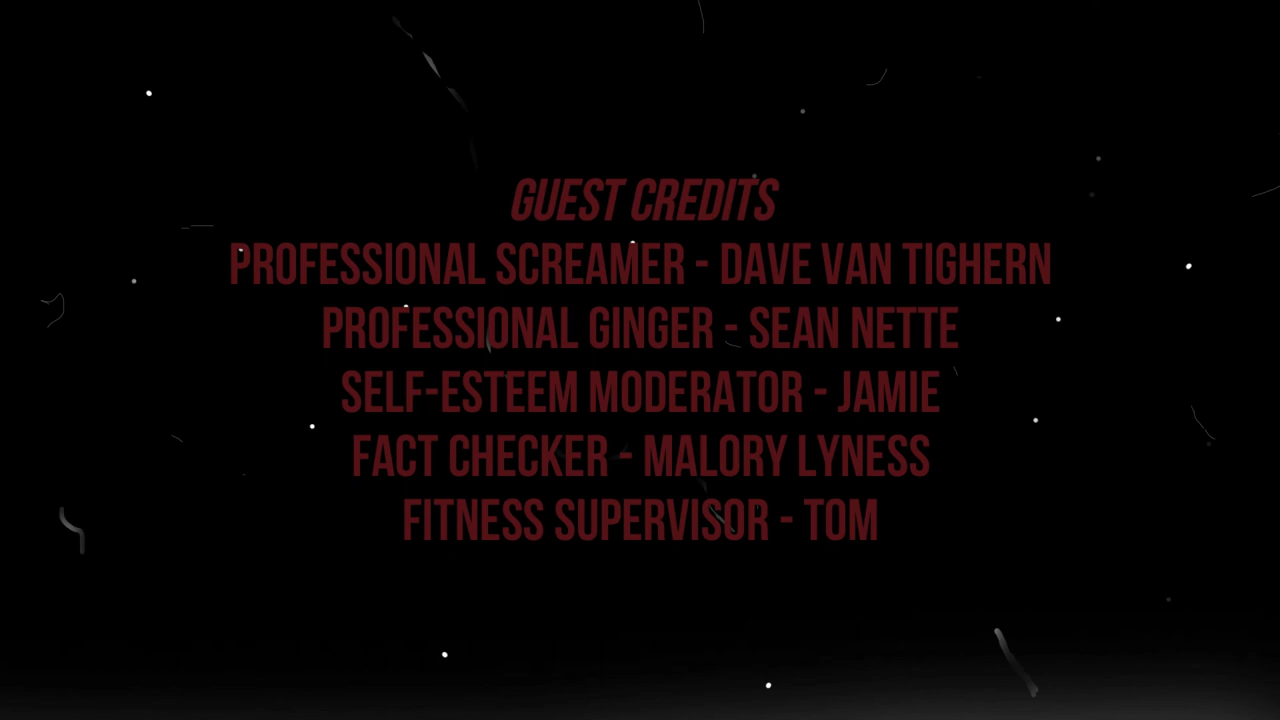 GUEST CREDITS
PROFESSIONAL SCREAMER - DAVE VAN TIGHERN
PROFESSIONAL GINGER - SEAN NETTE
SELF-ESTEEM MODERATOR - JAMIE
FACT CHECKER - MALORY LYNESS
FITNESS SUPERVISOR - TOM